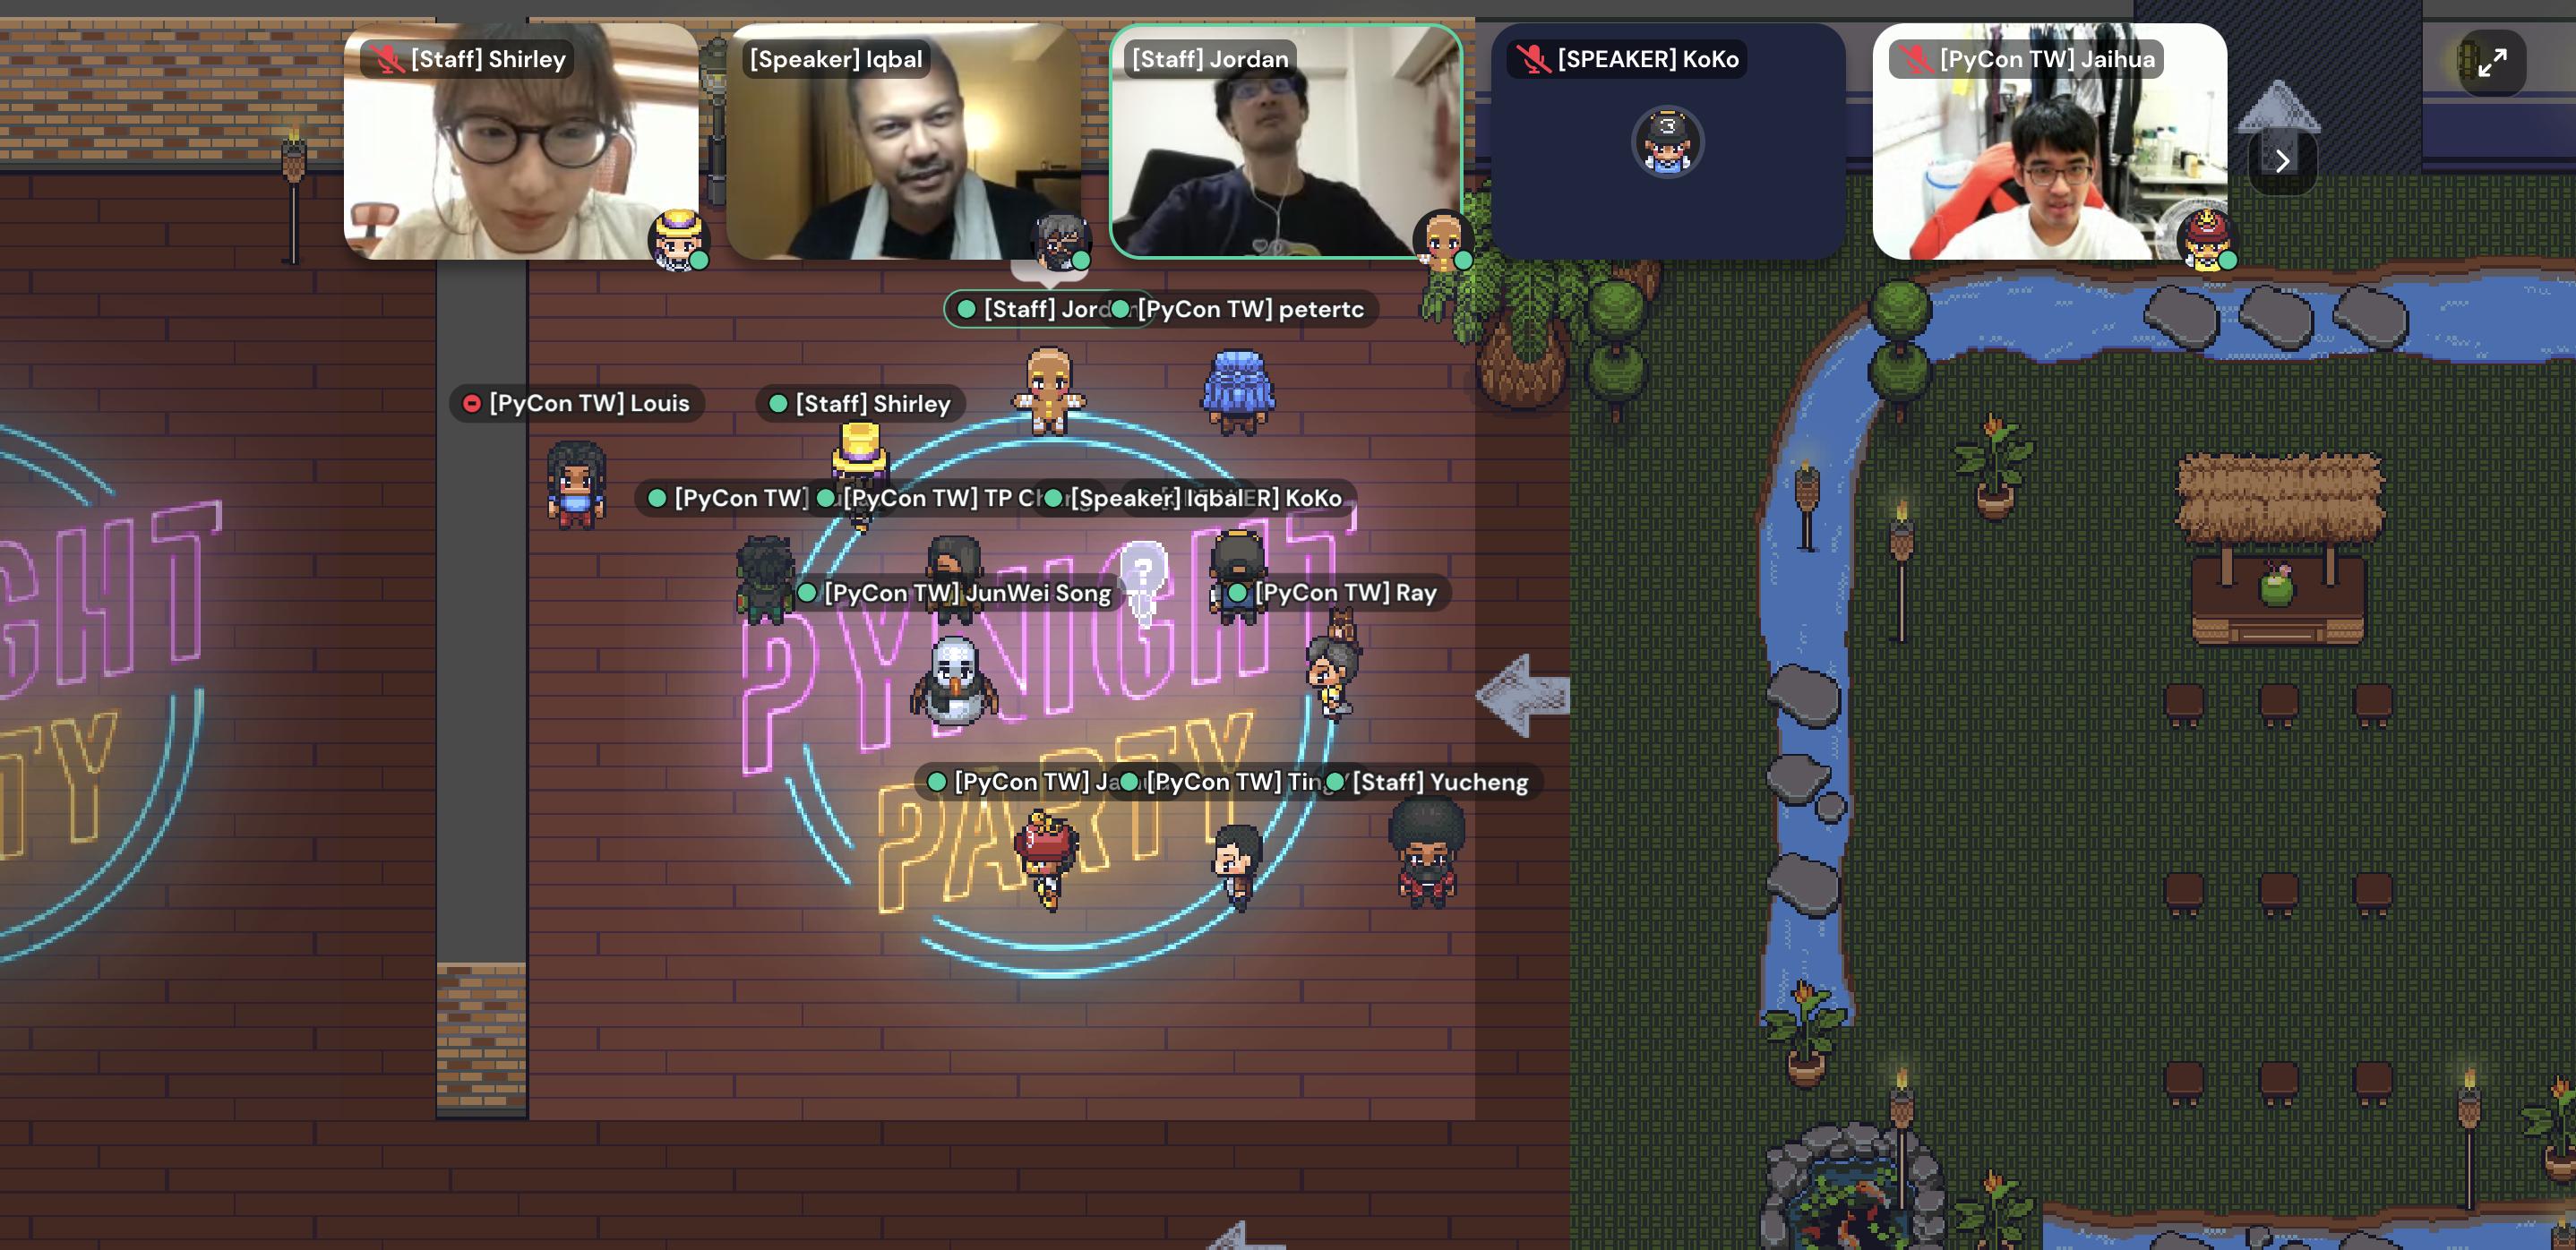 [Staff] Shirley
[Speaker] Iqbal
[Staff] Jordan
[SPEAKER] KoKo
[PyCon TW] Jaihua
[Staff]
[PyCon TW] petertc
[PyCon TW] Louis
[Staff] Shirley
[PyCon TW]
[PyCon TW] TP
[Speaker] Iqbal
KoKo
[PyCon TW] JunWei Song
[PyCon TW] Ray
PYNIGHT
PARTY
[PyCon TW]
[PyCon TW]
[Staff] Yucheng